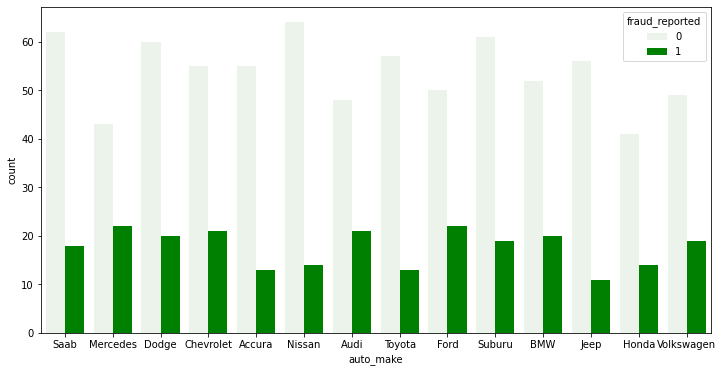 fraud_reported
0
1
60
50
40
30
20
10
0
count
Saab Mercedes Dodge Chevrolet Accura Nissan Audi Toyota Ford Suburu BMW Jeep Honda Volkswagen
auto_make